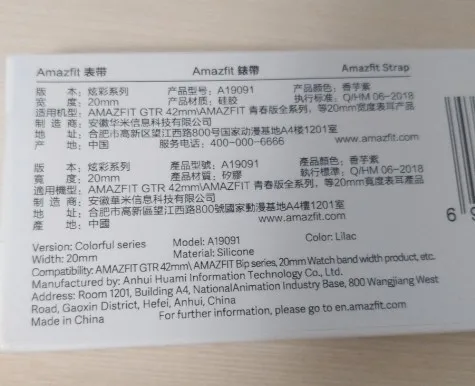 Amazfit 表带 Amazfit 錶帶 Amazfit Strap
版 本：炫彩系列 产品型号：A19091 产品颜色：香芋紫
宽 度：20mm 产品材质：硅胶 执行标准：Q/HM 06-2018
适用机型：AMAZFIT GTR 42mm\AMAZFIT 青春版全系列，等20mm宽度表耳产品
制 造 商：安徽华米信息科技有限公司
地 址：合肥市高新区望江西路800号国家动漫基地A4楼1201室
产 地：中国 服务电话：400-000-6666 www.amazfit.com
版 本：炫彩系列 產品型號：A19091 產品顏色：香芋紫
寬 度：20mm 產品材質：矽膠 執行標準：Q/HM 06-2018
適用機型：AMAZFIT GTR 42mm\AMAZFIT 青春版全系列，等20mm寬度表耳產品
製 造 商：安徽華米信息科技有限公司
地 址：合肥市高新區望江西路800號國家動漫基地A4樓1201室
產 地：中國 www.amazfit.com
Version: Colorful series Model: A19091 Color: Lilac
Width: 20mm Material: Silicone
Compatibility: AMAZFIT GTR 42mm\ AMAZFIT Bip series, 20mm Watch band width product, etc.
Manufactured by: Anhui Huami Information Technology Co., Ltd.
Address: Room 1201, Building A4, NationalAnimation Industry Base, 800 Wangjiang West
Road, Gaoxin District, Hefei, Anhui, China
Made in China For further information, please go to en.amazfit.com
6